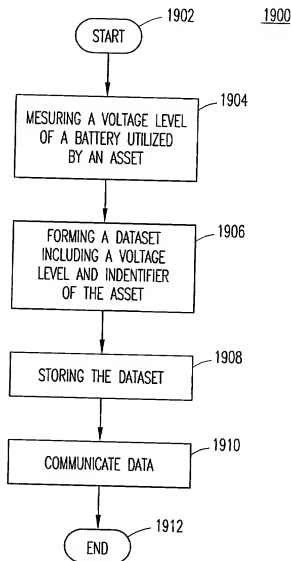 1902
1900
START
1904
MESURING A VOLTAGE LEVEL
OF A BATTERY UTILIZED
BY AN ASSET
1906
FORMING A DATASET
INCLUDING A VOLTAGE
LEVEL AND INDENTIFIER
OF THE ASSET
1908
STORING THE DATASET
1910
COMMUNICATE DATA
1912
END